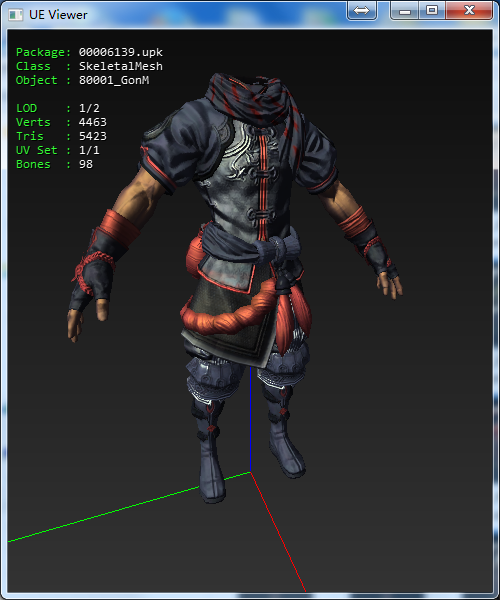 UE Viewer
Package: 00006139.upk
Class : SkeletalMesh
Object : 80001_GonM
LOD : 1/2
Verts : 4463
Tris : 5423
UV Set : 1/1
Bones : 98